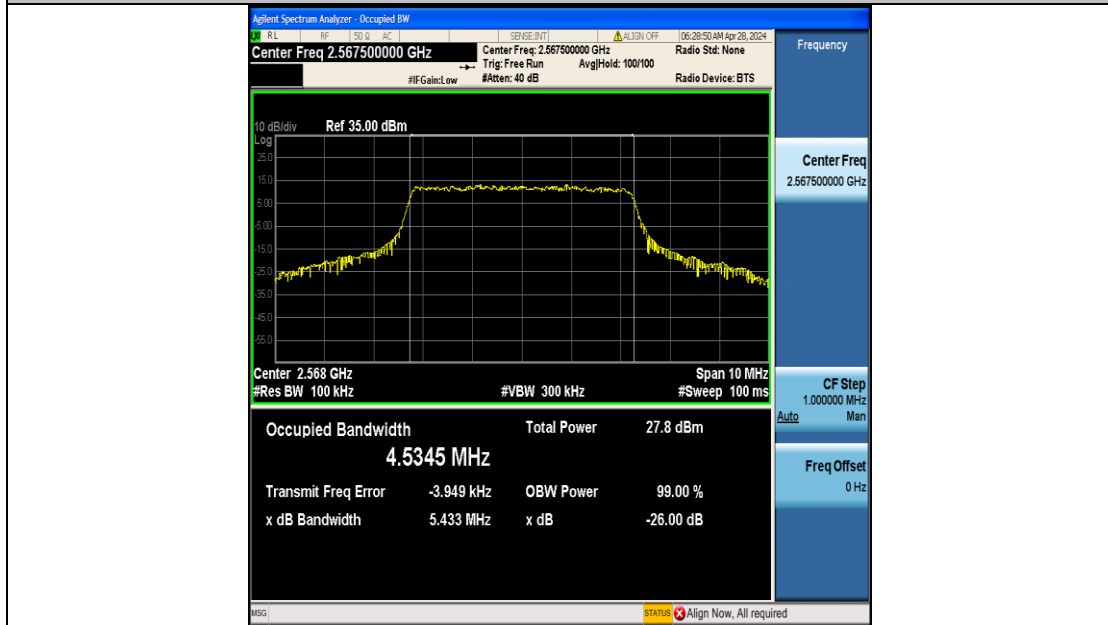 Agilent Spectrum Analyzer - Occupied BW
RL RF 50 Ω AC SENSE:INT ALIGN OFF 06:28:50 AM Apr 28, 2024
Center Freq 2.567500000 GHz
Center Freq: 2.567500000 GHz Radio Std: None
Trig: Free Run Avg|Hold: 100/100
#IFGain:Low #Atten: 40 dB Radio Device: BTS
10 dB/div Ref 35.00 dBm
Log
25.0
15.0
5.00
-5.00
-15.0
-25.0
-35.0
-45.0
-55.0
Center 2.568 GHz Span 10 MHz
#Res BW 100 kHz #VBW 300 kHz #Sweep 100 ms
Occupied Bandwidth Total Power 27.8 dBm
4.5345 MHz
Transmit Freq Error -3.949 kHz OBW Power 99.00 %
x dB Bandwidth 5.433 MHz x dB -26.00 dB
MSG STATUS Align Now, All required
Frequency
Center Freq
2.567500000 GHz
CF Step
1.000000 MHz
Auto Man
Freq Offset
0 Hz